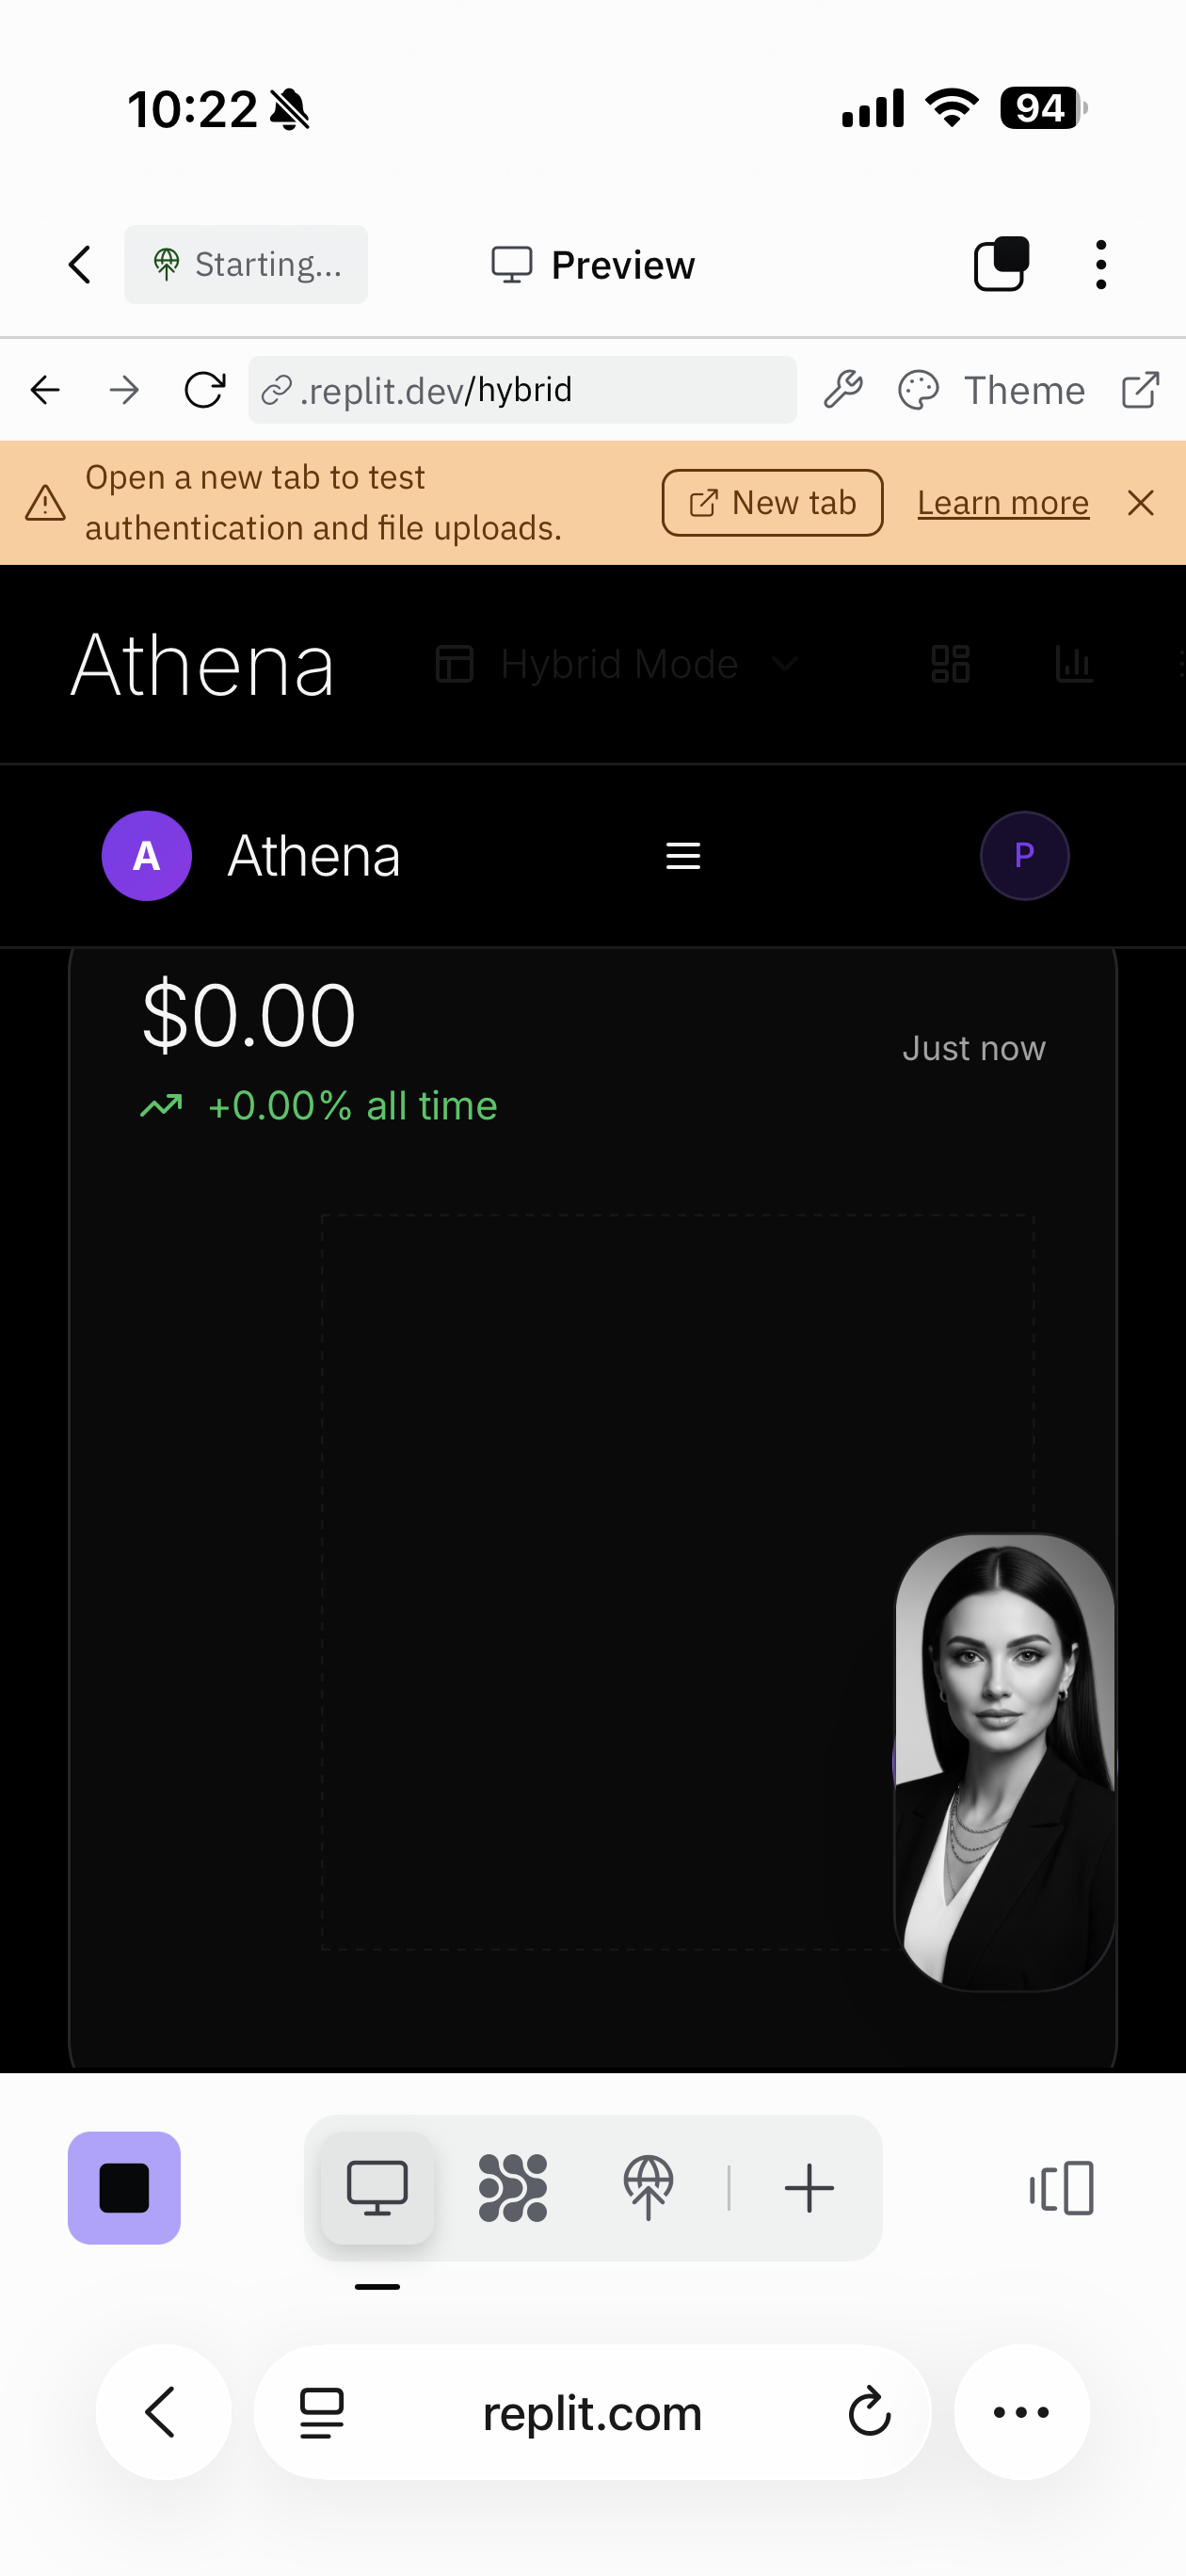 10:22
94
Starting...
Preview
.replit.dev/hybrid
Theme
Open a new tab to test
authentication and file uploads.
New tab
Learn more
Athena
Hybrid Mode
A
Athena
P
$0.00
Just now
+0.00% all time
replit.com